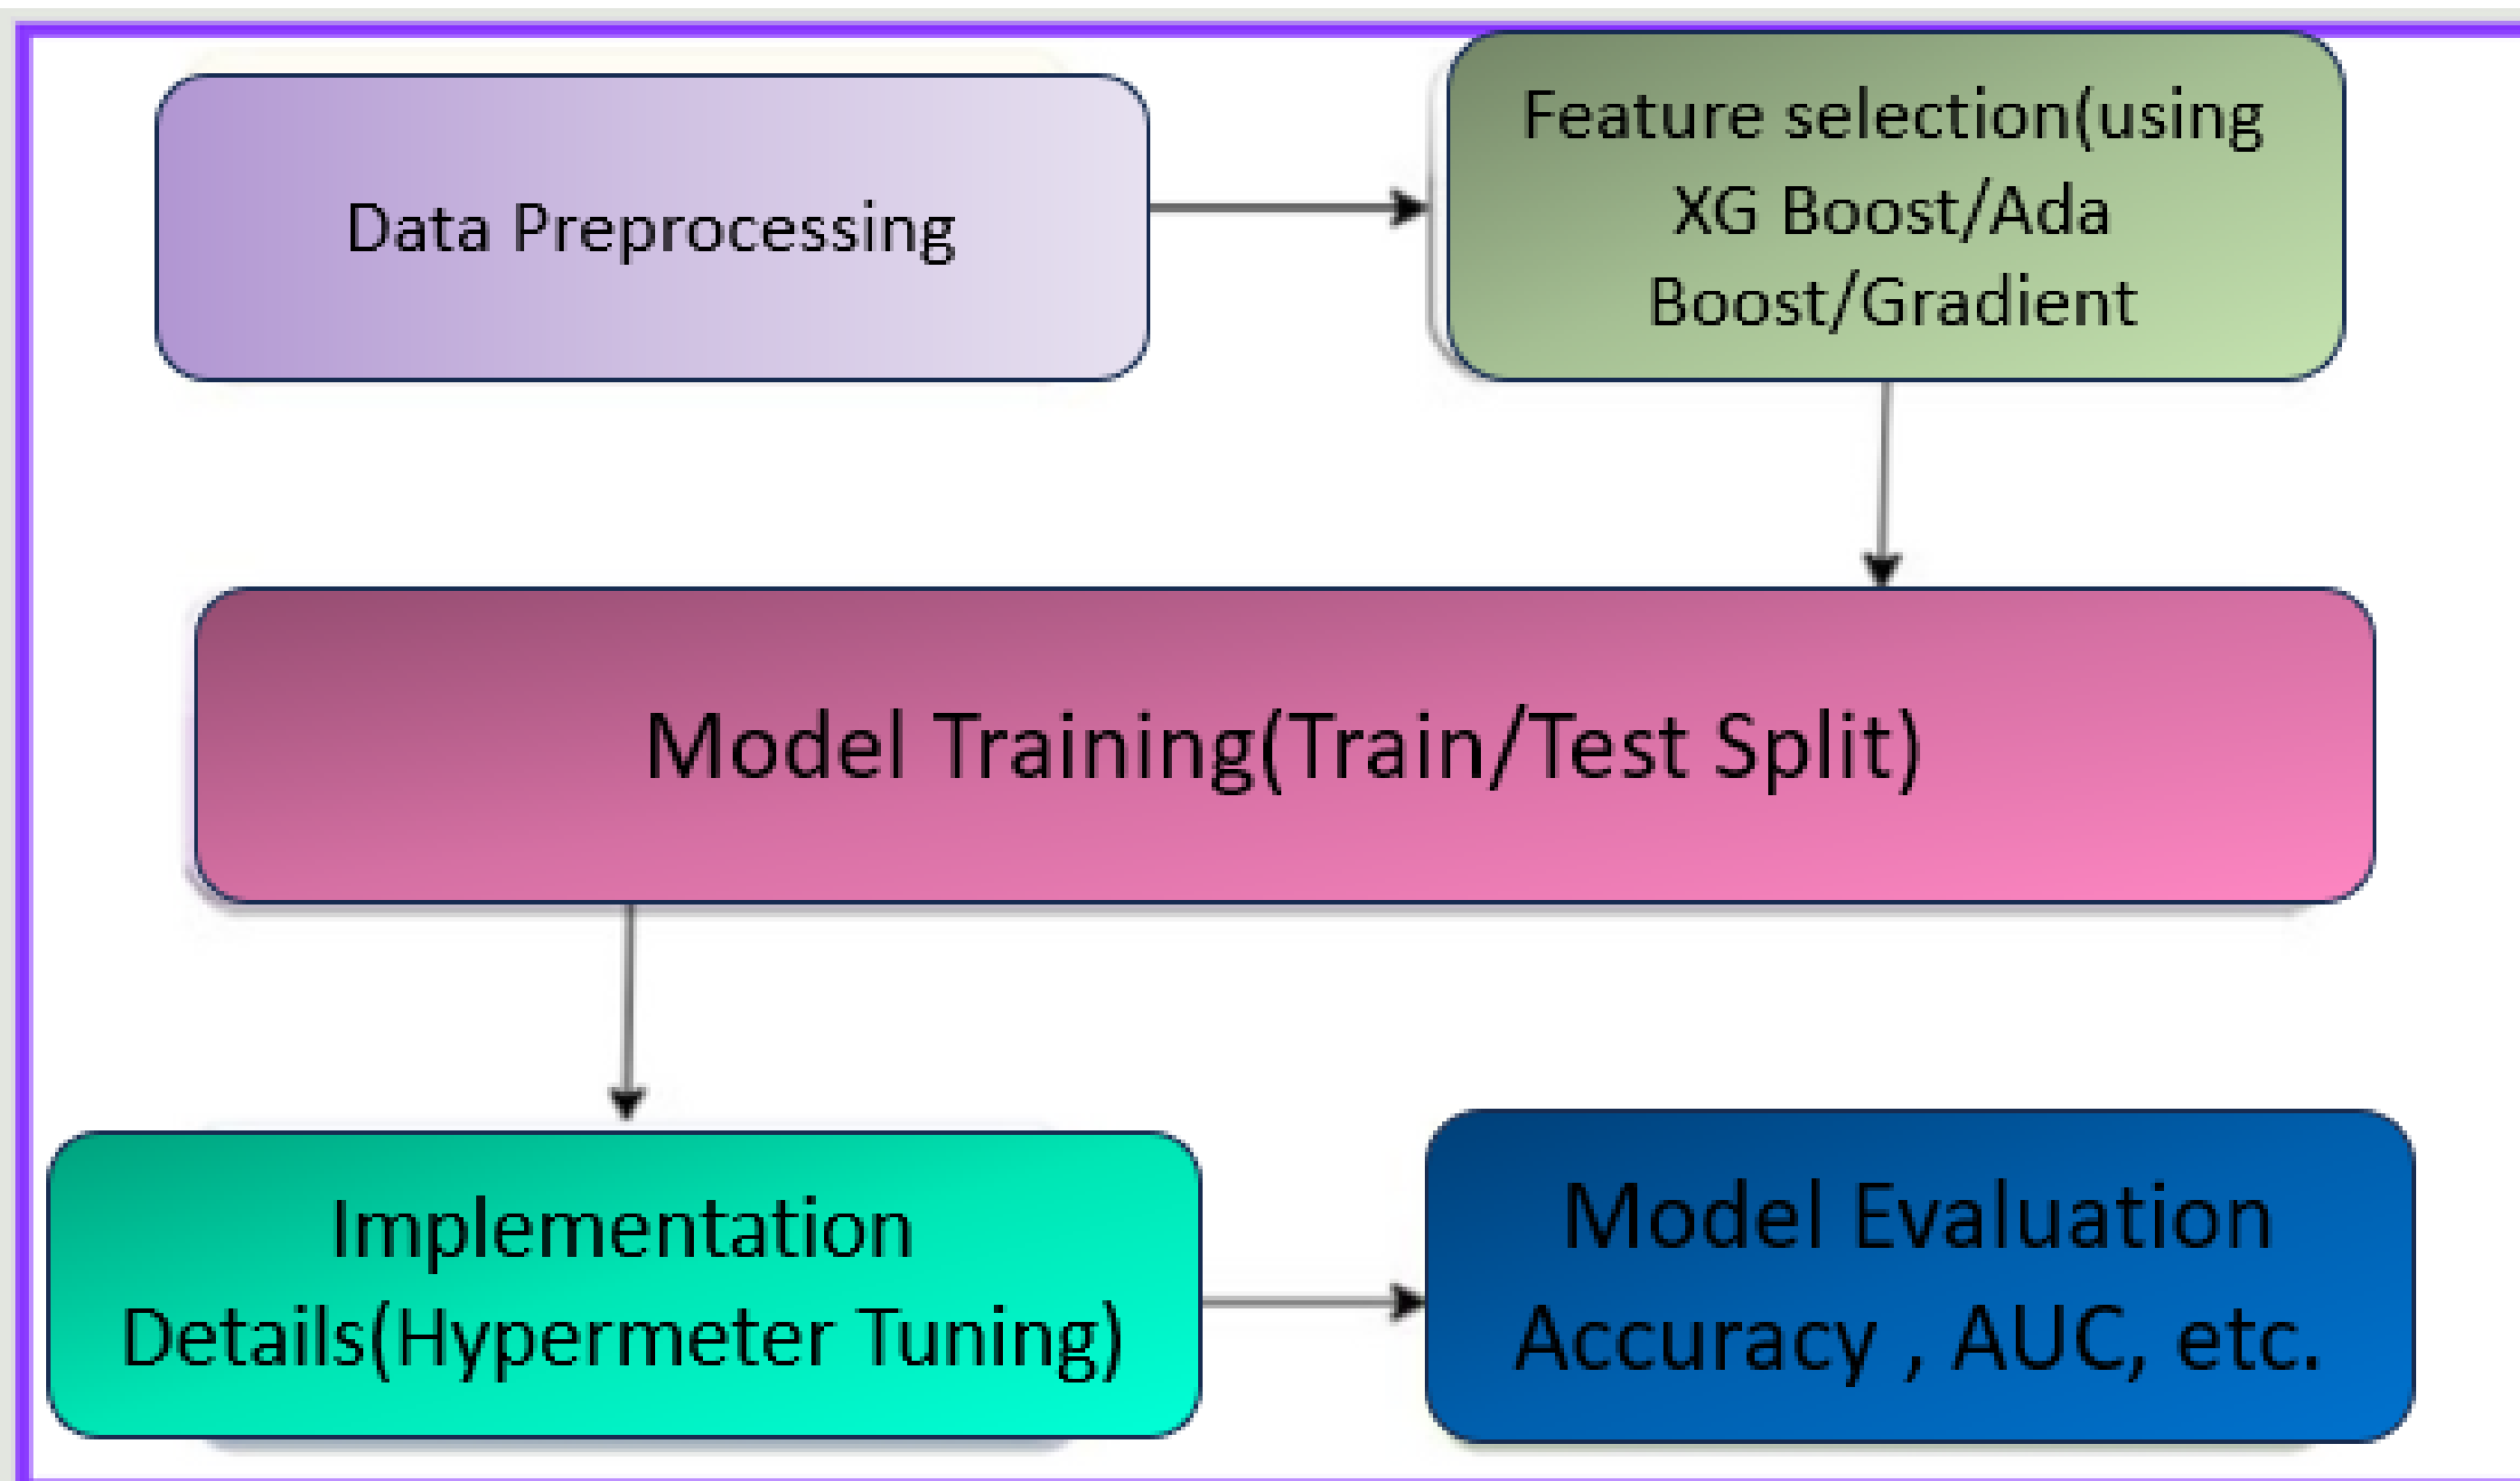 Data Preprocessing
Feature selection(using
XG Boost/Ada
Boost/Gradient
Model Training(Train/Test Split)
Implementation
Details(Hypermeter Tuning)
Model Evaluation
Accuracy , AUC, etc.